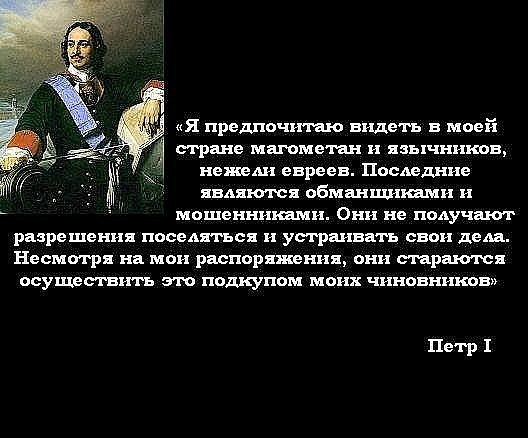 «Я предпочитаю видеть в моей
стране магометан и язычников,
нежели евреев. Последние
являются обманщиками и
мошенниками. Они не получают
разрешения поселяться и устраивать свои дела.
Несмотря на мои распоряжения, они стараются
осуществить это подкупом моих чиновников»
Петр I